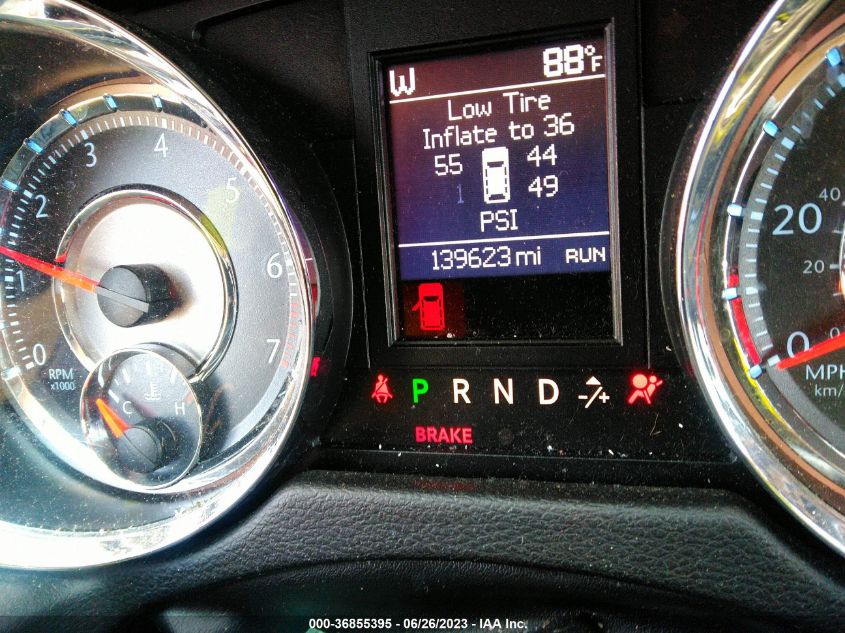 W 88°F
Low Tire
Inflate to 36
55 44
1 49
PSI
139623 mi RUN
0 1 2 3 4 5 6 7
RPM
x1000
C H
P R N D -/+
BRAKE
0 20
0 20 40
MPH
km/
000-36855395 - 06/26/2023 - IAA Inc.